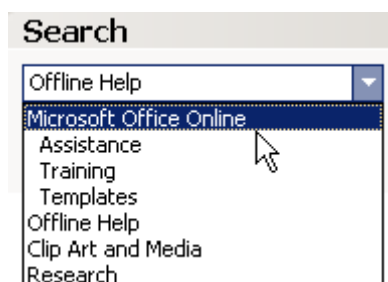 Search
Offline Help
Microsoft Office Online
Assistance
Training
Templates
Offline Help
Clip Art and Media
Research